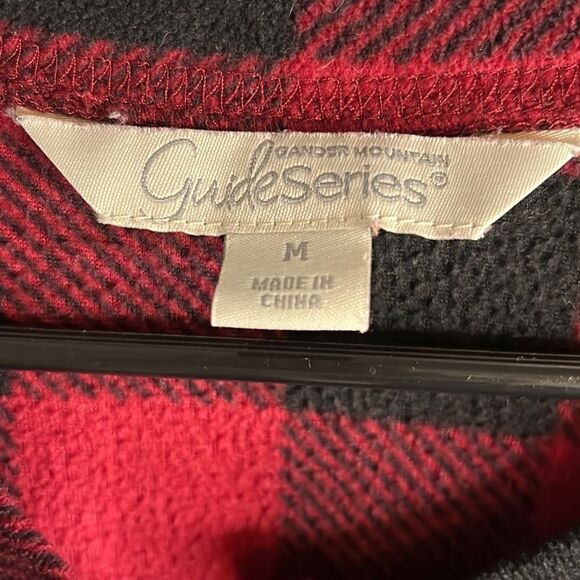 GANDER MOUNTAIN
GuideSeries®
M
MADE IN
CHINA